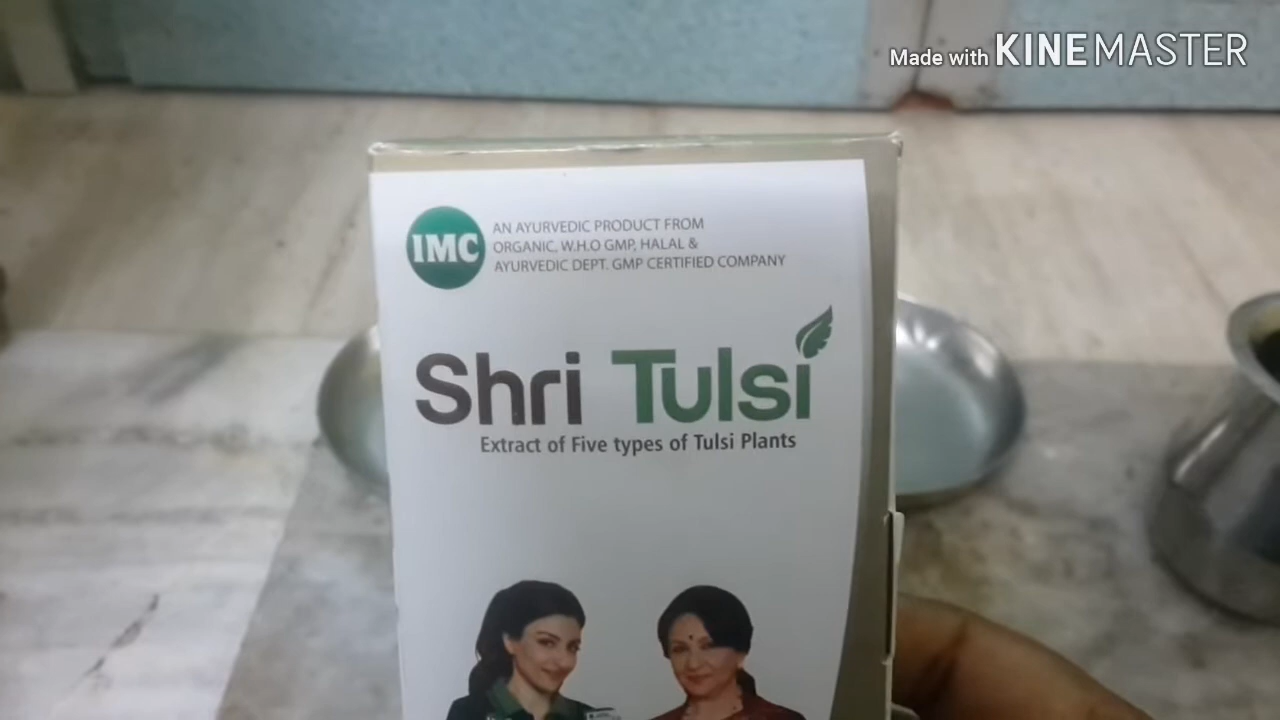 Made with KINEMASTER
IMC
AN AYURVEDIC PRODUCT FROM
ORGANIC, W.H.O GMP, HALAL &
AYURVEDIC DEPT. GMP CERTIFIED COMPANY
Shri Tulsi
Extract of Five types of Tulsi Plants